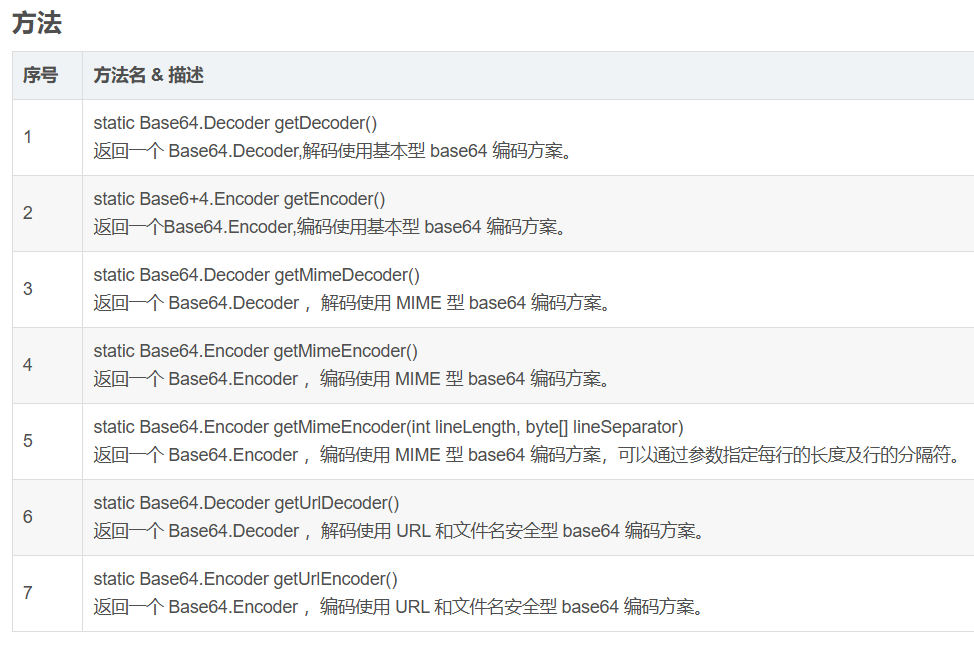 方法
序号 方法名 & 描述
1
static Base64.Decoder getDecoder()
返回一个 Base64.Decoder,解码使用基本型 base64 编码方案。
2
static Base6+4.Encoder getEncoder()
返回一个Base64.Encoder,编码使用基本型 base64 编码方案。
3
static Base64.Decoder getMimeDecoder()
返回一个 Base64.Decoder ，解码使用 MIME 型 base64 编码方案。
4
static Base64.Encoder getMimeEncoder()
返回一个 Base64.Encoder ，编码使用 MIME 型 base64 编码方案。
5
static Base64.Encoder getMimeEncoder(int lineLength, byte[] lineSeparator)
返回一个 Base64.Encoder ，编码使用 MIME 型 base64 编码方案，可以通过参数指定每行的长度及行的分隔符。
6
static Base64.Decoder getUrlDecoder()
返回一个 Base64.Decoder ，解码使用 URL 和文件名安全型 base64 编码方案。
7
static Base64.Encoder getUrlEncoder()
返回一个 Base64.Encoder ，编码使用 URL 和文件名安全型 base64 编码方案。